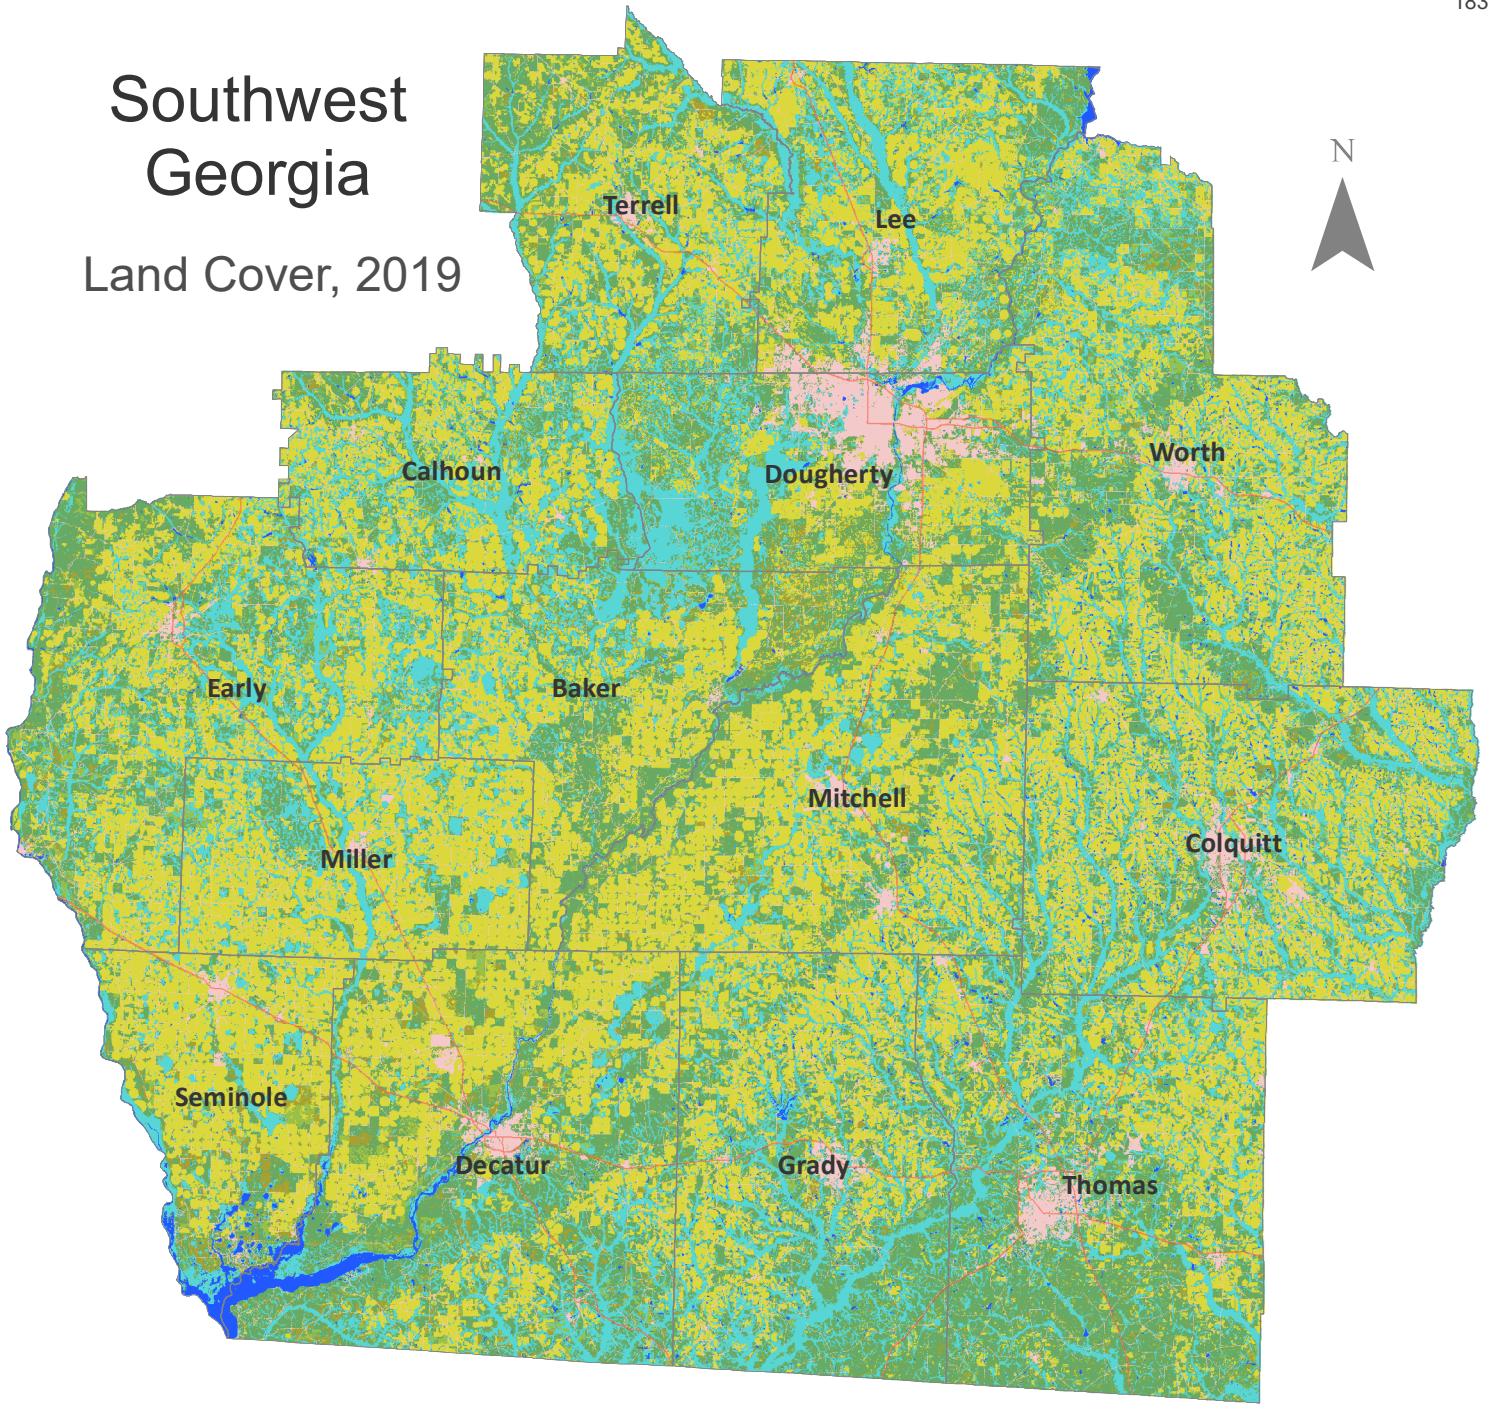 183
Southwest
Georgia
Land Cover, 2019
N
Terrell
Lee
Calhoun
Dougherty
Worth
Early
Baker
Mitchell
Miller
Colquitt
Seminole
Decatur
Grady
Thomas